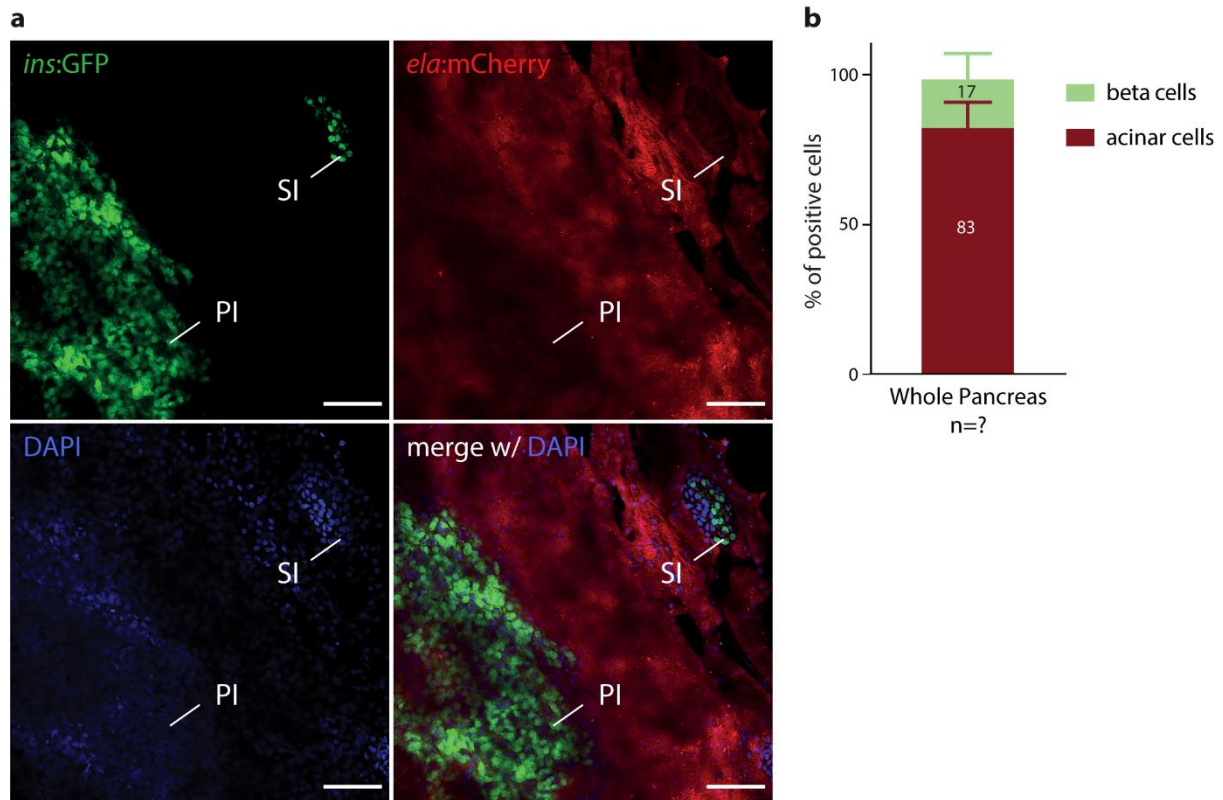 a
ins:GFP
SI
PI
ela:mCherry
SI
PI
DAPI
SI
PI
merge w/ DAPI
SI
PI
b
% of positive cells
100
50
0
17
83
Whole Pancreas
n=?
beta cells
acinar cells